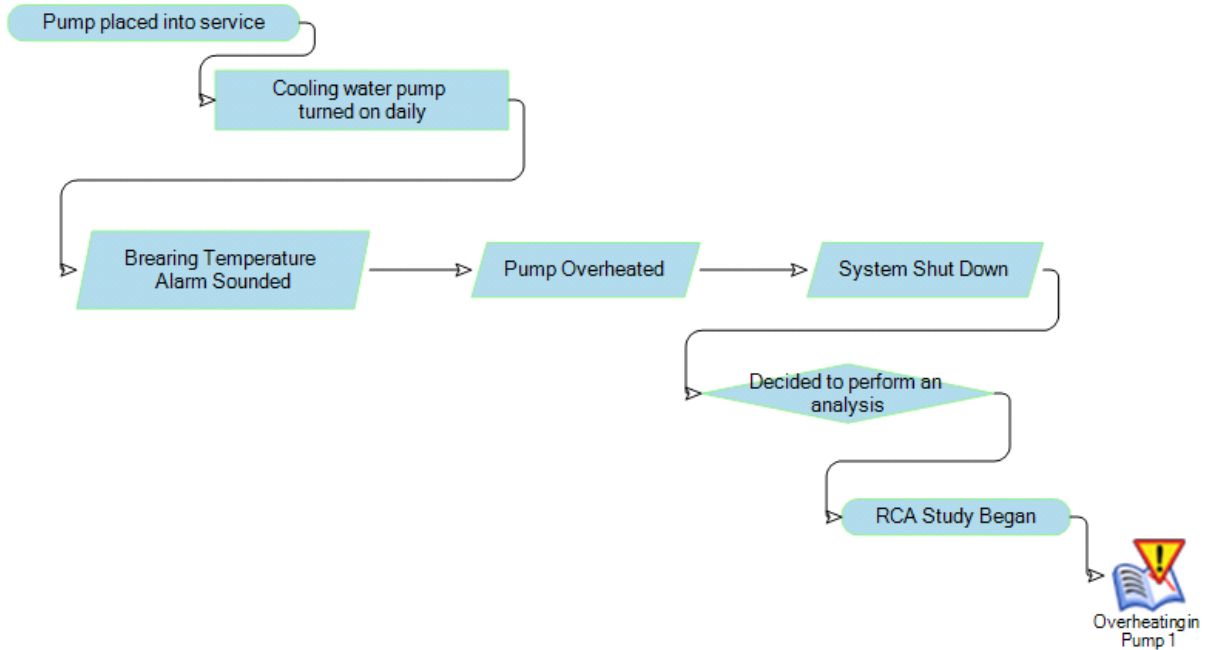 Pump placed into service
Cooling water pump
turned on daily
Brearing Temperature
Alarm Sounded
Pump Overheated
System Shut Down
Decided to perform an
analysis
RCA Study Began
Overheating in
Pump 1